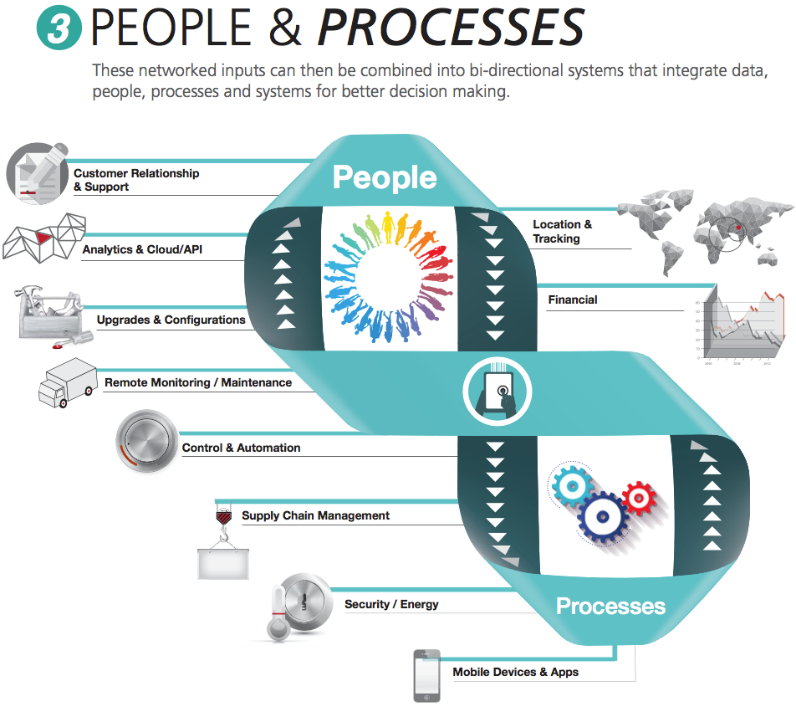 3 PEOPLE & PROCESSES
These networked inputs can then be combined into bi-directional systems that integrate data,
people, processes and systems for better decision making.
People
Customer Relationship
& Support
Location &
Tracking
Analytics & Cloud/API
Financial
Upgrades & Configurations
Remote Monitoring / Maintenance
Control & Automation
Supply Chain Management
Security / Energy
Processes
Mobile Devices & Apps